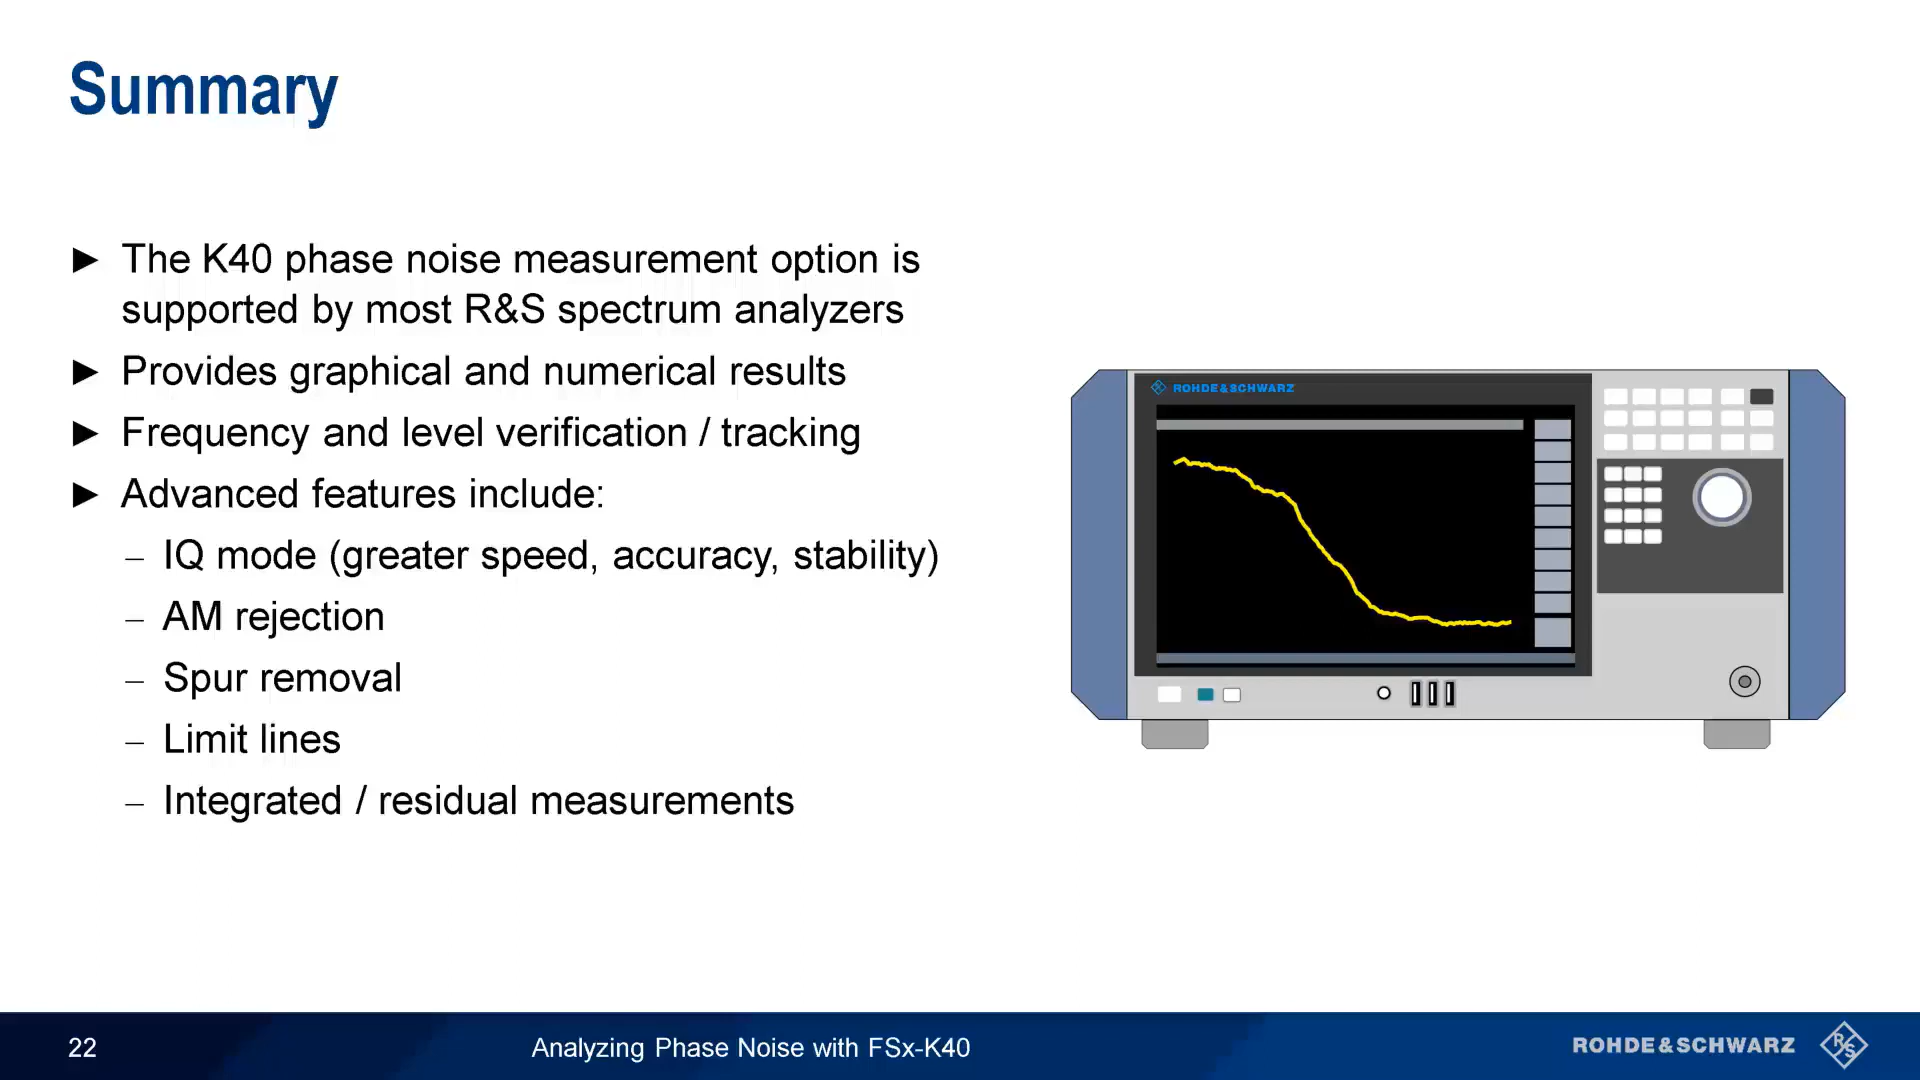 Summary
► The K40 phase noise measurement option is
supported by most R&S spectrum analyzers
► Provides graphical and numerical results
► Frequency and level verification / tracking
► Advanced features include:
– IQ mode (greater speed, accuracy, stability)
– AM rejection
– Spur removal
– Limit lines
– Integrated / residual measurements
ROHDE&SCHWARZ
22
Analyzing Phase Noise with FSx-K40
ROHDE&SCHWARZ
R S